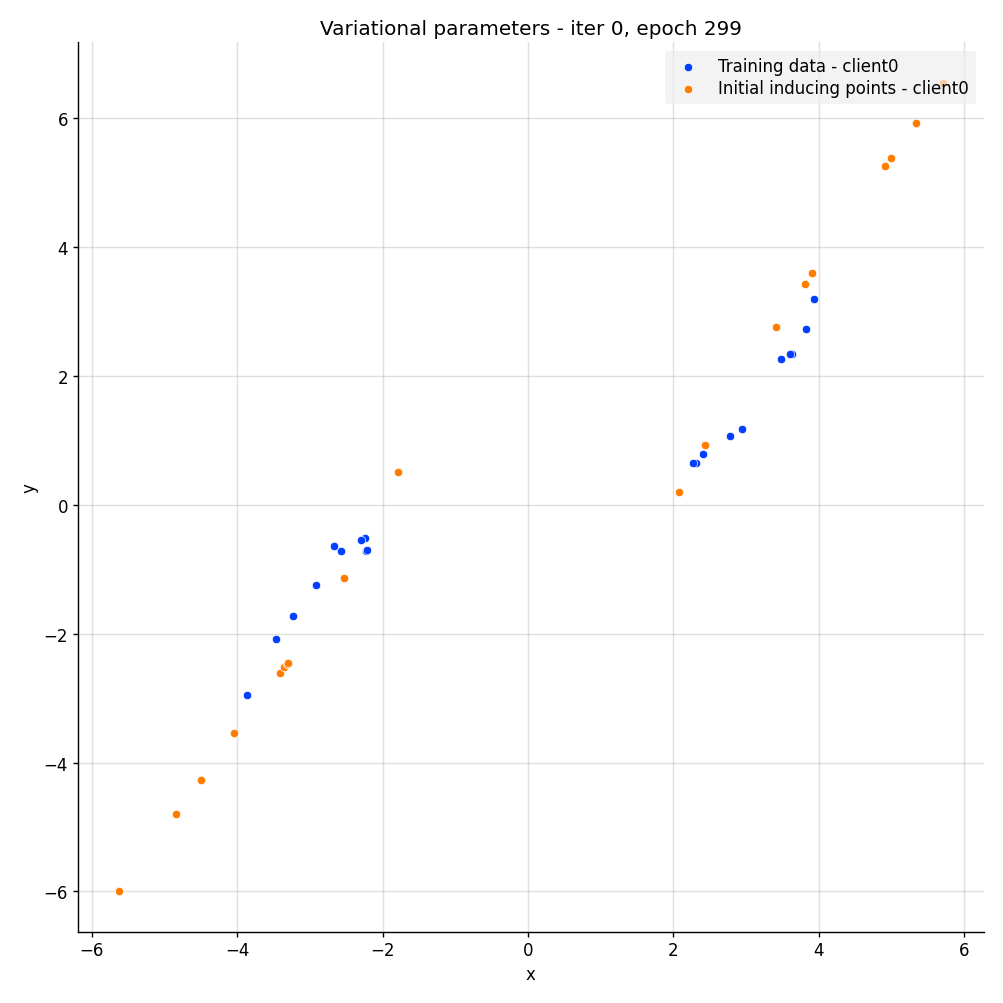 Variational parameters - iter 0, epoch 299
Training data - client0
Initial inducing points - client0
6
4
2
0
−2
−4
−6
y
−6 −4 −2 0 2 4 6
x